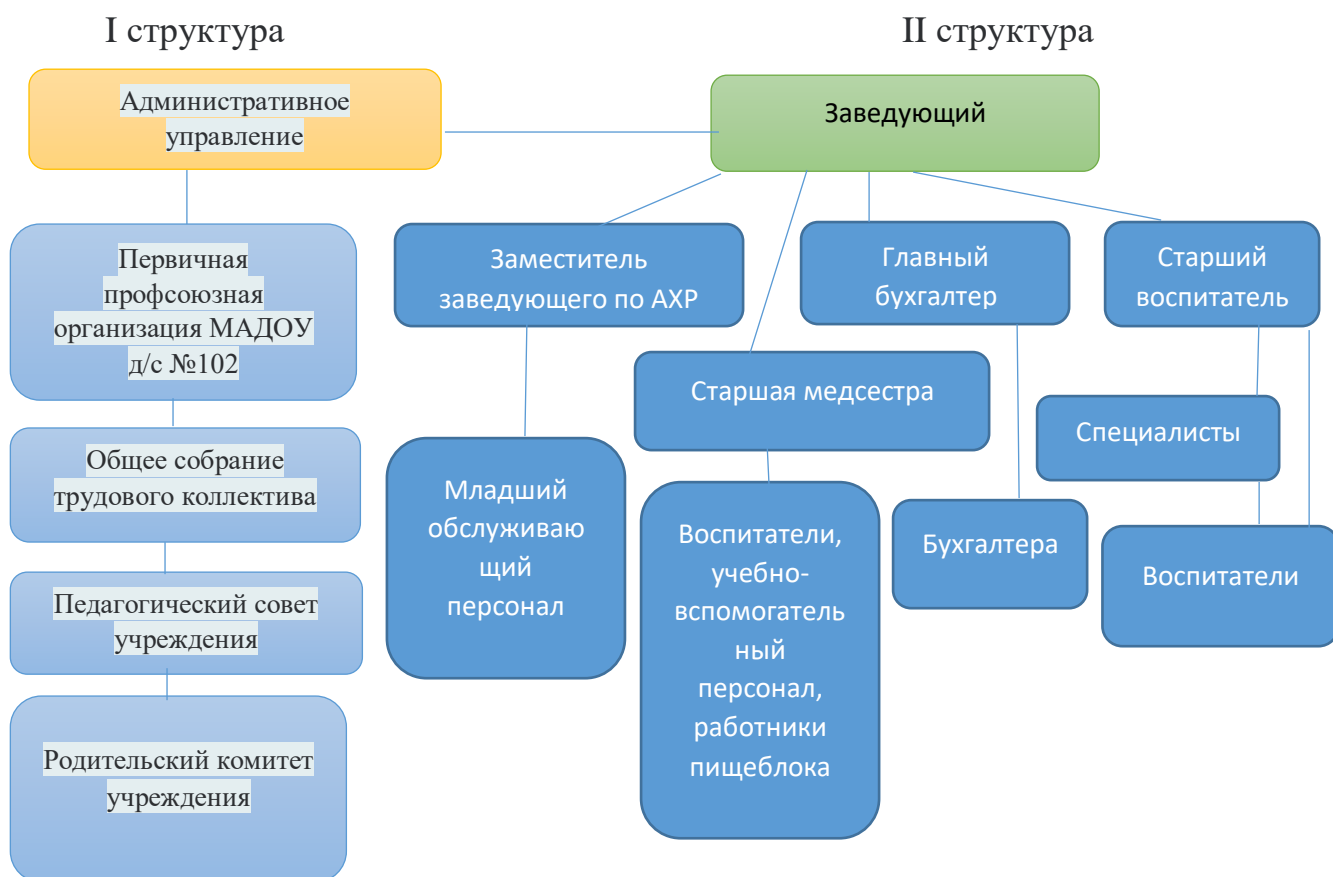 I структура
II структура
Административное
управление
Заведующий
Первичная
профсоюзная
организация МАДОУ
д/с №102
Общее собрание
трудового коллектива
Педагогический совет
учреждения
Родительский комитет
учреждения
Заместитель
заведующего по АХР
Главный
бухгалтер
Старший
воспитатель
Старшая медсестра
Специалисты
Младший
обслуживаю
щий
персонал
Воспитатели,
учебно-
вспомогатель
ный
персонал,
работники
пищеблока
Бухгалтера
Воспитатели